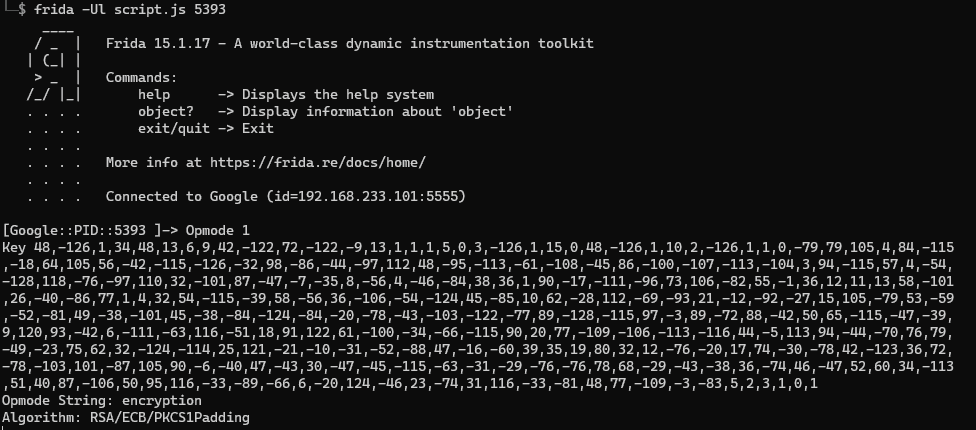 $ frida -Ul script.js 5393
Frida 15.1.17 - A world-class dynamic instrumentation toolkit
Commands:
help -> Displays the help system
object? -> Display information about 'object'
exit/quit -> Exit
More info at https://frida.re/docs/home/
Connected to Google (id=192.168.233.101:5555)
[Google::PID::5393 ]-> Opmode 1
Key 48,-126,1,34,48,13,6,9,42,-122,72,-122,-9,13,1,1,1,5,0,3,-126,1,15,0,48,-126,1,10,2,-126,1,1,0,-79,79,105,4,84,-115
,-18,64,105,56,-42,-115,-126,-32,98,-86,-44,-97,112,48,-95,-113,-61,-108,-45,86,-100,-107,-113,-104,3,94,-115,57,4,-54,
-128,118,-76,-97,110,32,-101,87,-47,-7,-35,8,-56,4,-46,-84,38,36,1,90,-17,-111,-96,73,106,-82,55,-1,36,12,11,13,58,-101
,26,-40,-86,77,1,4,32,54,-115,-39,58,-56,36,-106,-54,-124,45,-85,10,62,-28,112,-69,-93,21,-12,-92,-27,15,105,-79,53,-59
,-52,-81,49,-38,-101,45,-38,-84,-124,-84,-20,-78,-43,-103,-122,-77,89,-128,-115,97,-3,89,-72,88,-42,50,65,-115,-47,-39,
9,120,93,-42,6,-111,-63,116,-51,18,91,122,61,-100,-34,-66,-115,90,20,77,-109,-106,-113,-116,44,-5,113,94,-44,-70,76,79,
-49,-23,75,62,32,-124,-114,25,121,-21,-10,-31,-52,-88,47,-16,-60,39,35,19,80,32,12,-76,-20,17,74,-30,-78,42,-123,36,72,
-78,-103,101,-87,105,90,-6,-40,47,-43,30,-47,-45,-115,-63,-31,-29,-76,-76,78,68,-29,-43,-38,36,-74,46,-47,52,60,34,-113
,51,40,87,-106,50,95,116,-33,-89,-66,6,-20,124,-46,23,-74,31,116,-33,-81,48,77,-109,-3,-83,5,2,3,1,0,1
Opmode String: encryption
Algorithm: RSA/ECB/PKCS1Padding